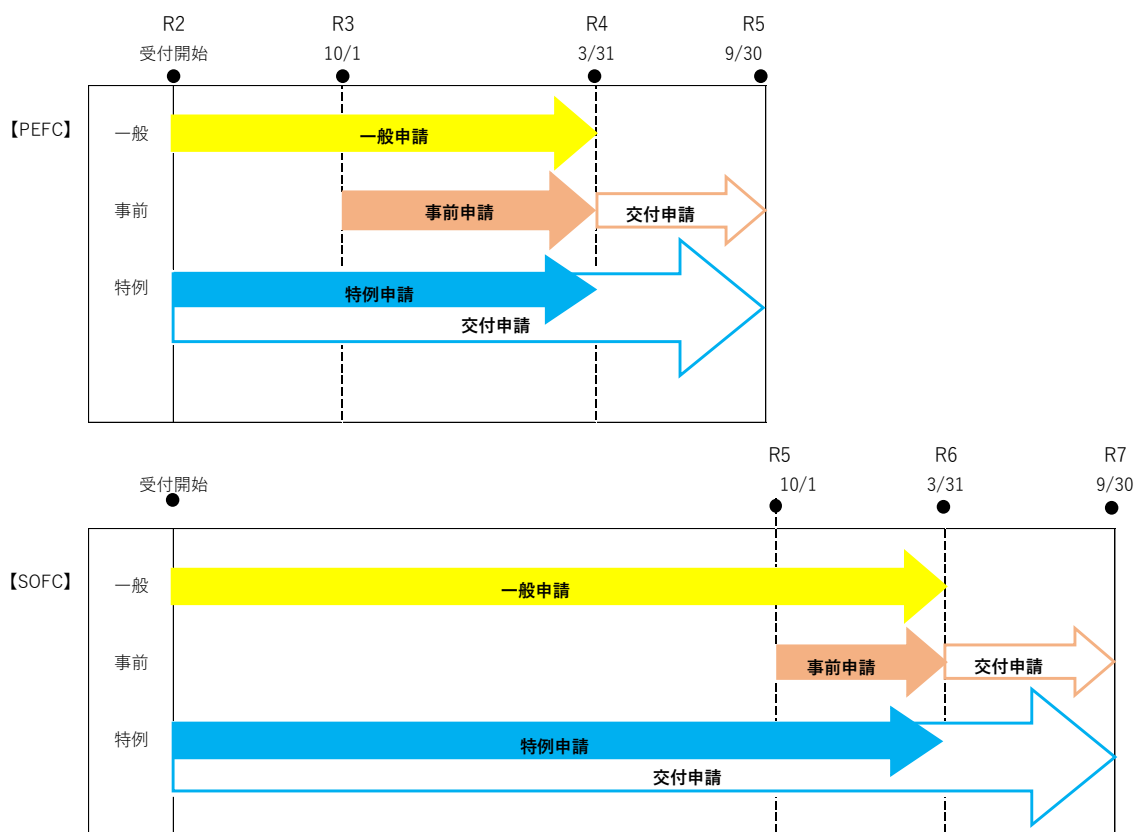 R2 R3 R4 R5
受付開始 10/1 3/31 9/30
【PEFC】
一般 一般申請
事前 事前申請 交付申請
特例 特例申請
交付申請
R5 R6 R7
受付開始 10/1 3/31 9/30
【SOFC】
一般 一般申請
事前 事前申請 交付申請
特例 特例申請
交付申請